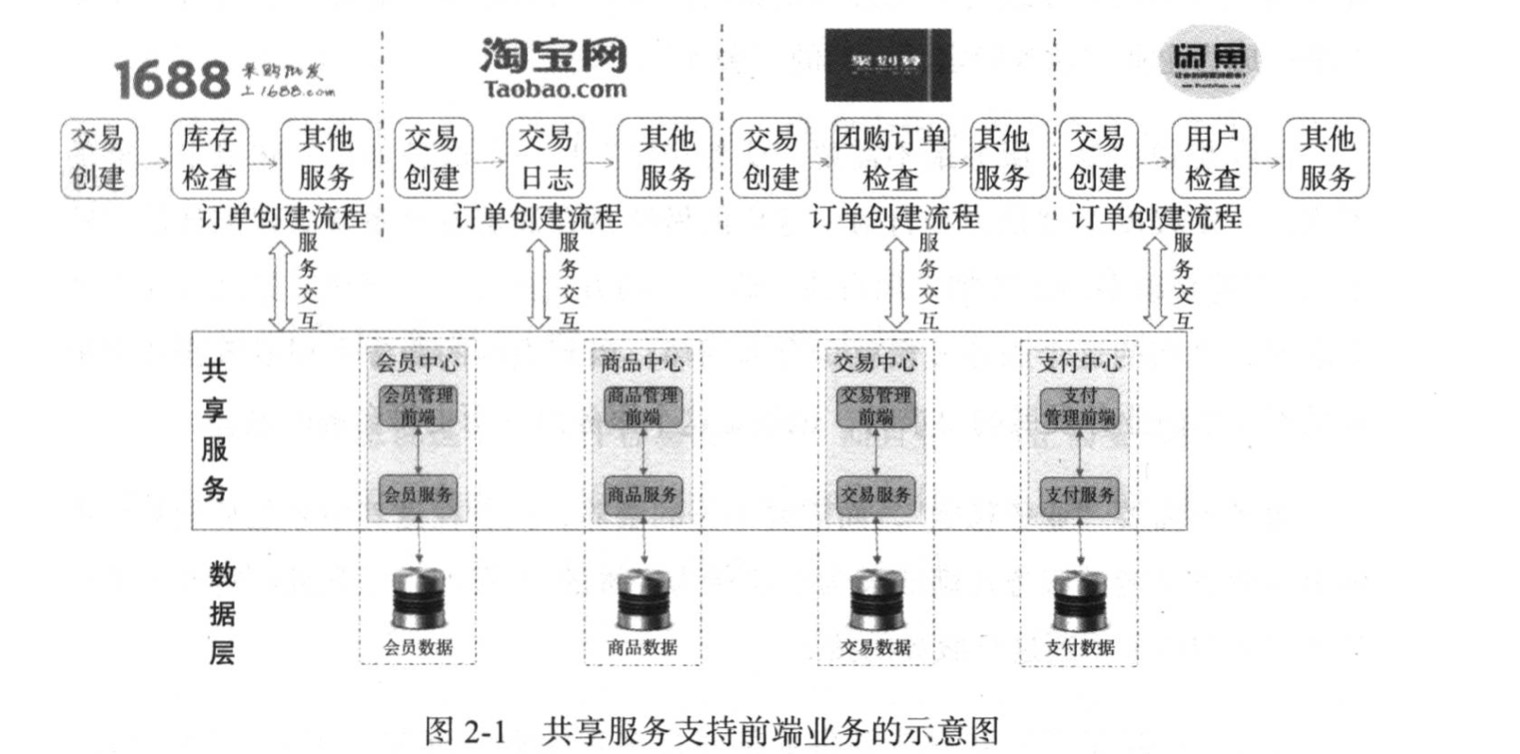 1688 采购批发
上1688.com
淘宝网
Taobao.com
聚划算
闲鱼
交易
创建
库存
检查
其他
服务
交易
创建
交易
日志
其他
服务
交易
创建
团购订单
检查
其他
服务
交易
创建
用户
检查
其他
服务
订单创建流程
订单创建流程
订单创建流程
订单创建流程
服务交互
服务交互
服务交互
服务交互
共享服务
会员中心
会员管理
前端
会员服务
商品中心
商品管理
前端
商品服务
交易中心
交易管理
前端
交易服务
支付中心
支付
管理前端
支付服务
数据层
会员数据
商品数据
交易数据
支付数据
图 2-1 共享服务支持前端业务的示意图